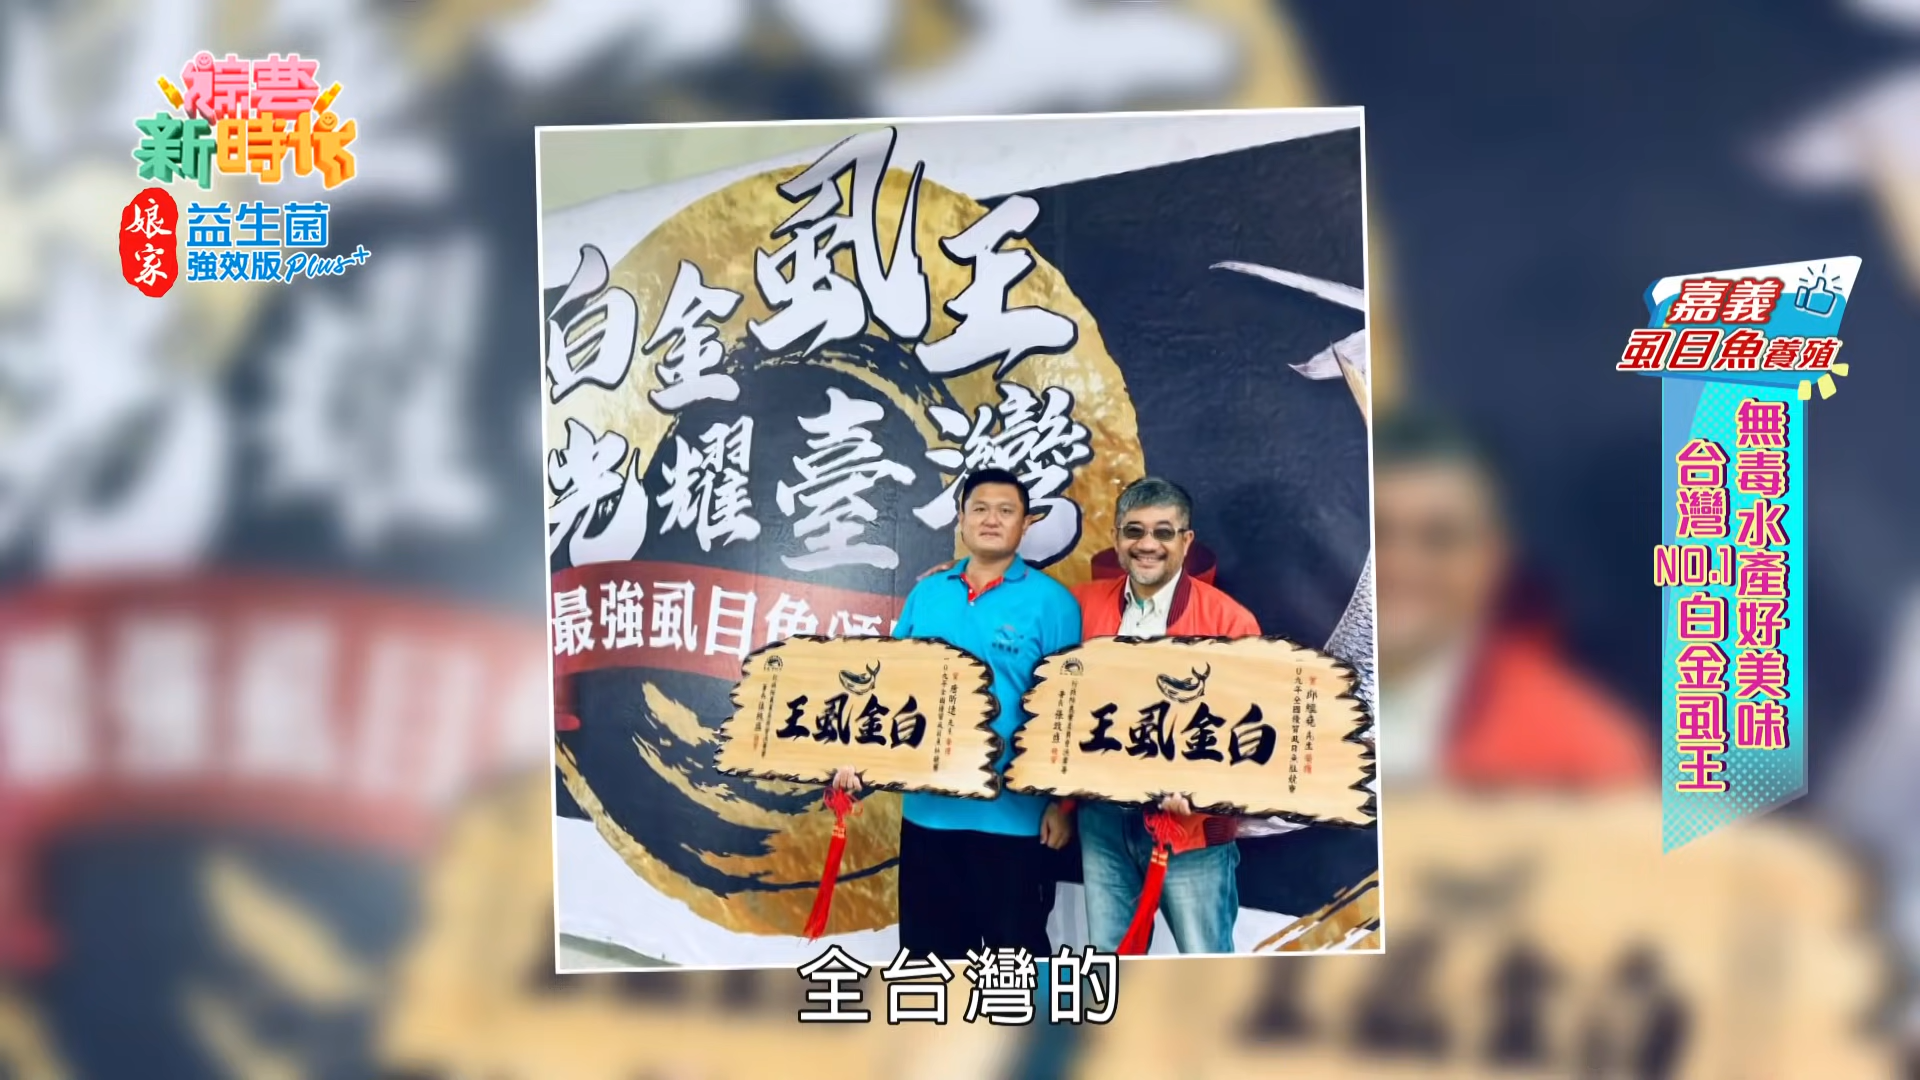 綜藝
新時代
娘家
益生菌
強效版Plus+
白金虱王
光耀臺灣
最強虱目魚頒
王虱金白
王虱金白
嘉義
虱目魚養殖
無毒水產好美味
台灣NO.1白金虱王
全台灣的